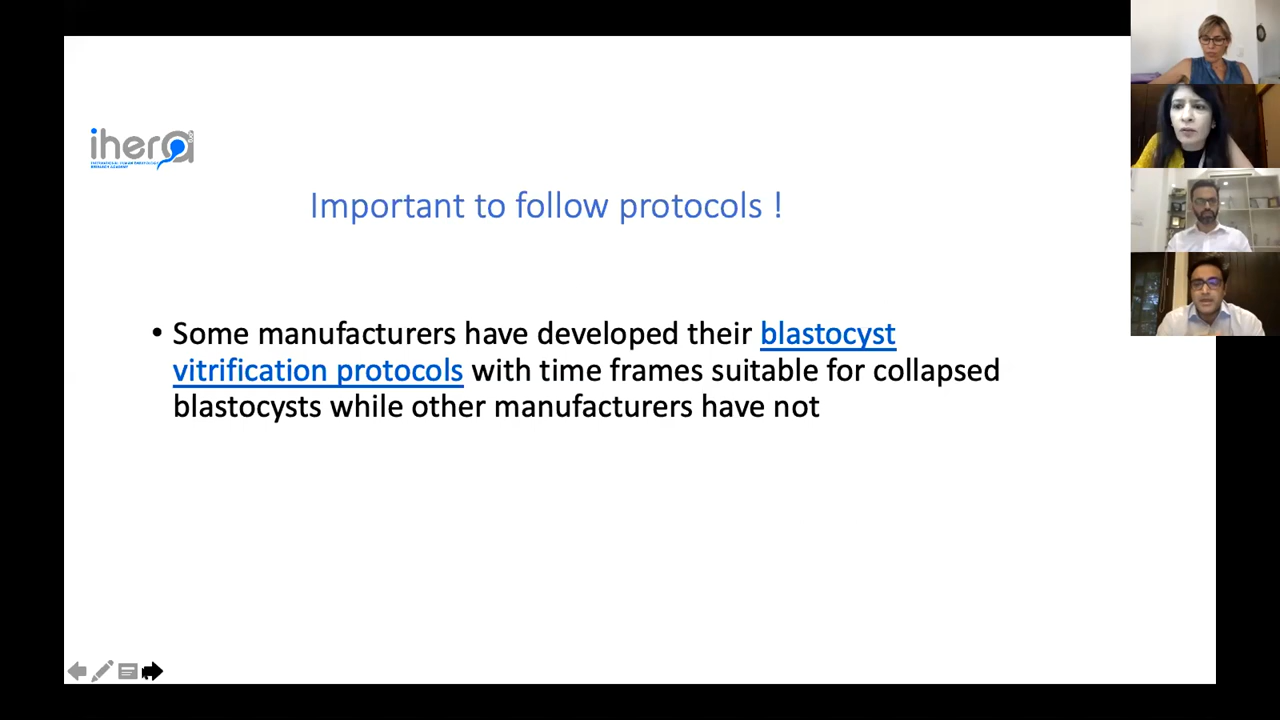 ihera
Important to follow protocols !
• Some manufacturers have developed their blastocyst
vitrification protocols with time frames suitable for collapsed
blastocysts while other manufacturers have not